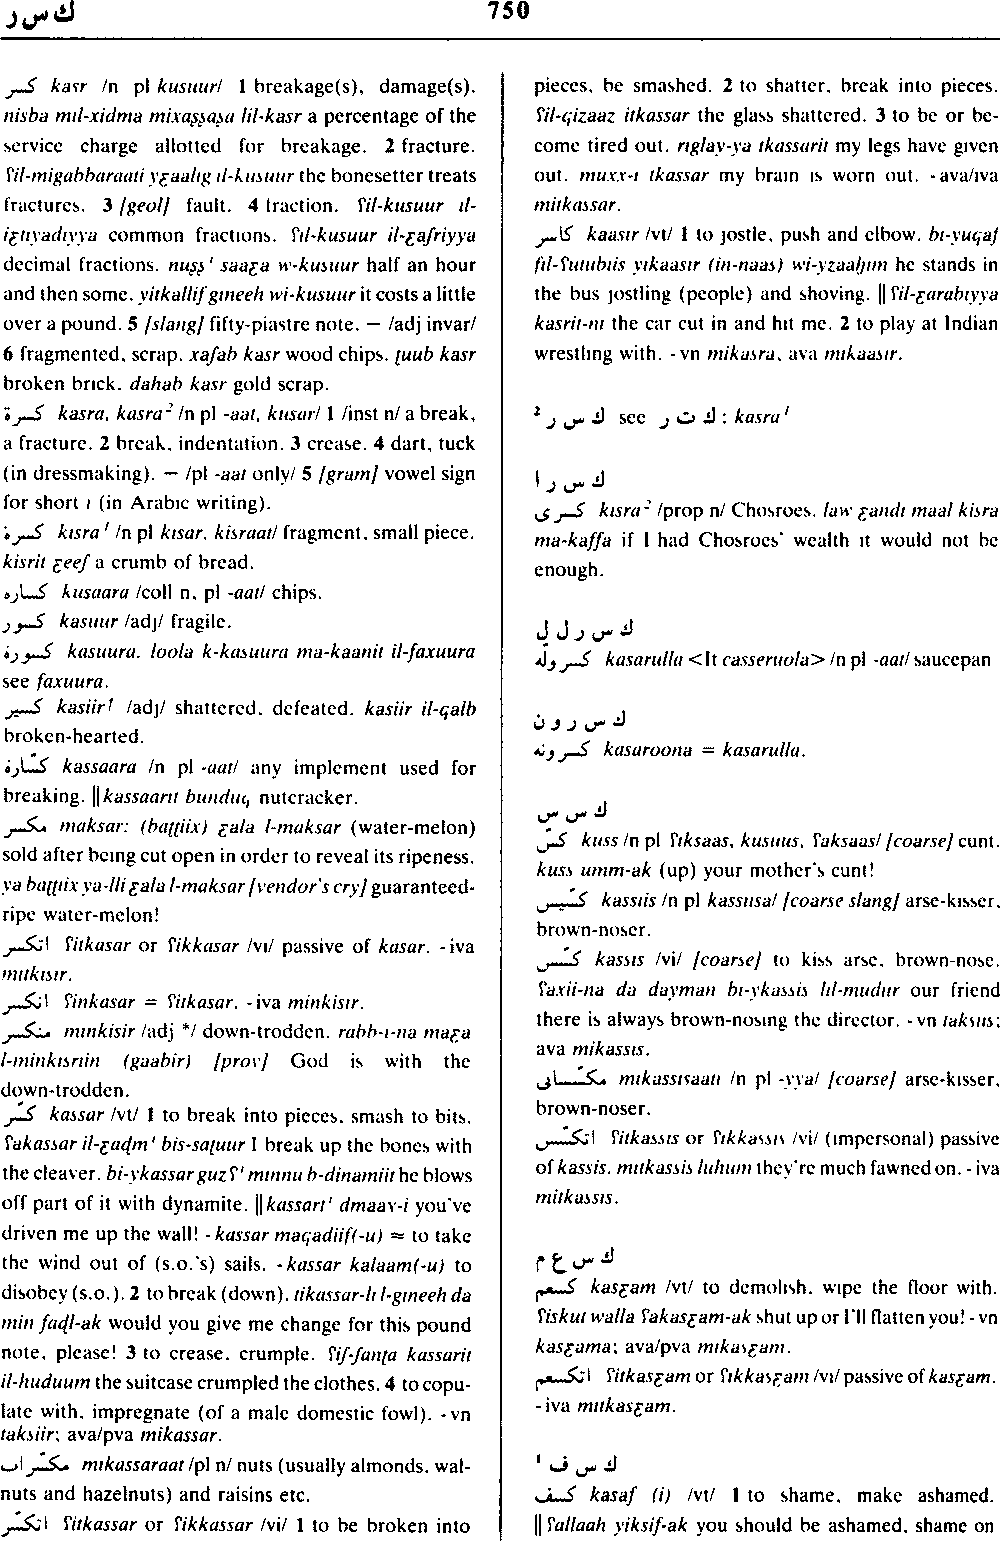 ك س ر
750
كسر kasr /n pl kusuur/ 1 breakage(s), damage(s).
nisba mil-xidma mixaṣṣaṣa lil-kasr a percentage of the
service charge allotted for breakage. 2 fracture.
ʕil-migabbaraati yᶓaalig il-kusuur the bonesetter treats
fractures. 3 [geol] fault. 4 fraction. ʕil-kusuur il-
iᶓtiyadiyya common fractions. ʕil-kusuur il-ᶓafriyya
decimal fractions. nuṣṣ' saaᶓa w-kusuur half an hour
and then some. yitkallif gineeh wi-kusuur it costs a little
over a pound. 5 [slang] fifty-piastre note. – /adj invar/
6 fragmented, scrap. xafab kasr wood chips. ṭuub kasr
broken brick. dahab kasr gold scrap.
كسرة kasra, kasra² /n pl -aat, kusar/ 1 /inst n/ a break,
a fracture. 2 break, indentation. 3 crease. 4 dart, tuck
(in dressmaking). – /pl -aat only/ 5 [gram] vowel sign
for short i (in Arabic writing).
كسرة kisra¹ /n pl kisar, kisraat/ fragment, small piece.
kisrit ᶓeef a crumb of bread.
كساره kusaara /coll n, pl -aat/ chips.
كسور kasuur /adj/ fragile.
كسورة kasuura. loola k-kasuura ma-kaanit il-faxuura
see faxuura.
كسير kasiir¹ /adj/ shattered, defeated. kasiir il-qalb
broken-hearted.
كسّارة kassaara /n pl -aat/ any implement used for
breaking. ‖ kassaarit bunduq nutcracker.
مكسر maksar: (baṭṭiix) ᶓala l-maksar (water-melon)
sold after being cut open in order to reveal its ripeness.
ya baṭṭiix ya-lli ᶓala l-maksar [vendor's cry] guaranteed-
ripe water-melon!
اتكسر ʕitkasar or ʕikkasar /vi/ passive of kasar. -iva
mitkisir.
انكسر ʕinkasar = ʕitkasar. -iva minkisir.
منكسر minkisir /adj */ down-trodden. rabb-i-na maᶓa
l-minkisriin (gaabir) [prov] God is with the
down-trodden.
كسّر kassar /vt/ 1 to break into pieces, smash to bits.
ʕakassar il-ᶓaḍm' bis-saṭuur I break up the bones with
the cleaver. bi-ykassar guzʕ' minnu b-dinamiit he blows
off part of it with dynamite. ‖ kassart' dmaay-i you've
driven me up the wall! - kassar maqadiif(-u) ≈ to take
the wind out of (s.o.'s) sails. - kassar kalaam(-u) to
disobey (s.o.). 2 to break (down). tikassar-li l-gineeh da
min faḍl-ak would you give me change for this pound
note, please! 3 to crease, crumple. ʕif-fanṭa kassarit
il-huduum the suitcase crumpled the clothes. 4 to copu-
late with, impregnate (of a male domestic fowl). -vn
taksiir; ava/pva mikassar.
مكسّرات mikassaraat /pl n/ nuts (usually almonds, wal-
nuts and hazelnuts) and raisins etc.
اتكسّر ʕitkassar or ʕikkassar /vi/ 1 to be broken into
pieces, be smashed. 2 to shatter, break into pieces.
ʕil-qizaaz itkassar the glass shattered. 3 to be or be-
come tired out. riglay-ya tkassarit my legs have given
out. muxx-i tkassar my brain is worn out. -ava/iva
mitkassar.
كاسر kaasir /vt/ 1 to jostle, push and elbow. bi-yuqaf
fil-ʕutubiis yikaasir (in-naas) wi-yzaaḥim he stands in
the bus jostling (people) and shoving. ‖ ʕil-ᶓarabiyya
kasrit-ni the car cut in and hit me. 2 to play at Indian
wrestling with. -vn mikasra, ava mikaasir.
ك س ر² see ك ت ر : kasra¹
ك س ر ا
كسرى kisra² /prop n/ Chosroes. law ᶓandi maal kisra
ma-kaffa if I had Chosroes' wealth it would not be
enough.
ك س ر ل ل
كسرولّه kasarulla <It casseruola> /n pl -aat/ saucepan
ك س ر و ن
كسرونه kasaroona = kasarulla.
ك س س
كسّ kuss /n pl ʕiksaas, kusuus, ʕaksaas/ [coarse] cunt.
kuss umm-ak (up) your mother's cunt!
كسّيس kassiis /n pl kassiisa/ [coarse slang] arse-kisser,
brown-noser.
كسّس kassis /vi/ [coarse] to kiss arse, brown-nose.
ʕaxii-na da dayman bi-ykassis lil-mudiir our friend
there is always brown-nosing the director. -vn taksiis;
ava mikassis.
مكسّساتى mikassisaati /n pl -yya/ [coarse] arse-kisser,
brown-noser.
اتكسّس ʕitkassis or ʕikkassis /vi/ (impersonal) passive
of kassis. mitkassis luhum they're much fawned on. -iva
mitkassis.
ك س ع م
كسعم kasᶓam /vt/ to demolish, wipe the floor with.
ʕiskut walla ʕakasᶓam-ak shut up or I'll flatten you! -vn
kasᶓama; ava/pva mikasᶓam.
اتكسعم ʕitkasᶓam or ʕikkasᶓam /vi/ passive of kasᶓam.
-iva mitkasᶓam.
ك س ف¹
كسف kasaf (i) /vt/ 1 to shame, make ashamed.
‖ ʕallaah yiksif-ak you should be ashamed, shame on